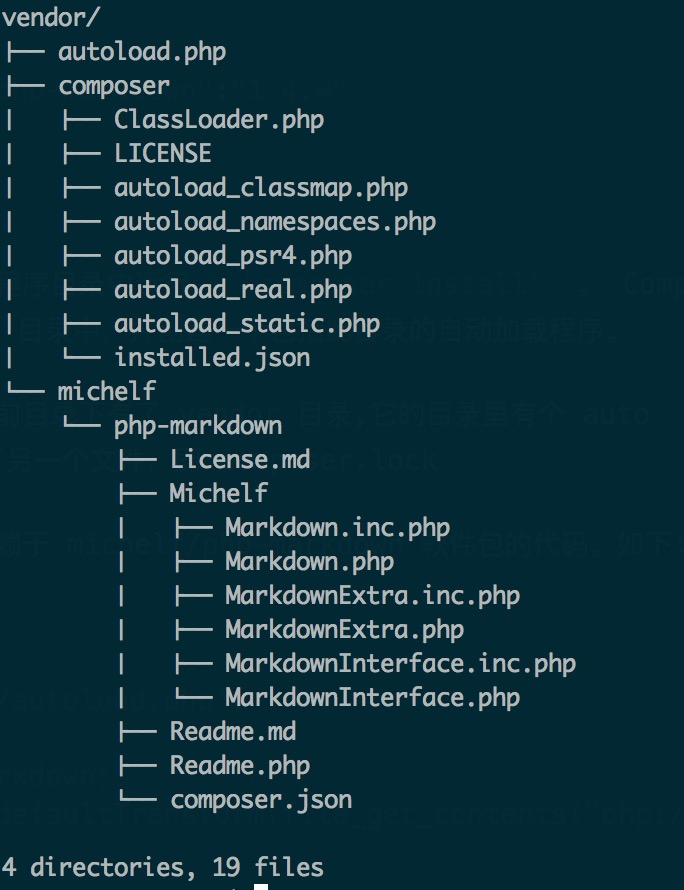 vendor/
├── autoload.php
├── composer
│   ├── ClassLoader.php
│   ├── LICENSE
│   ├── autoload_classmap.php
│   ├── autoload_namespaces.php
│   ├── autoload_psr4.php
│   ├── autoload_real.php
│   ├── autoload_static.php
│   └── installed.json
└── michelf
    └── php-markdown
        ├── License.md
        ├── Michelf
        │   ├── Markdown.inc.php
        │   ├── Markdown.php
        │   ├── MarkdownExtra.inc.php
        │   ├── MarkdownExtra.php
        │   ├── MarkdownInterface.inc.php
        │   └── MarkdownInterface.php
        ├── Readme.md
        ├── Readme.php
        └── composer.json
4 directories, 19 files